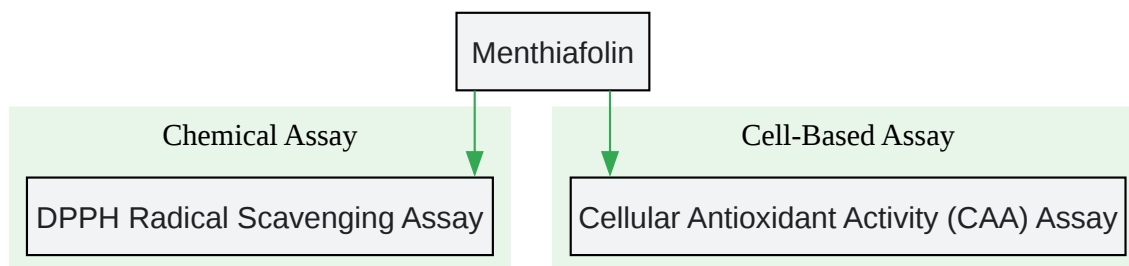 Menthiafolin
Chemical Assay
Cell-Based Assay
DPPH Radical Scavenging Assay
Cellular Antioxidant Activity (CAA) Assay